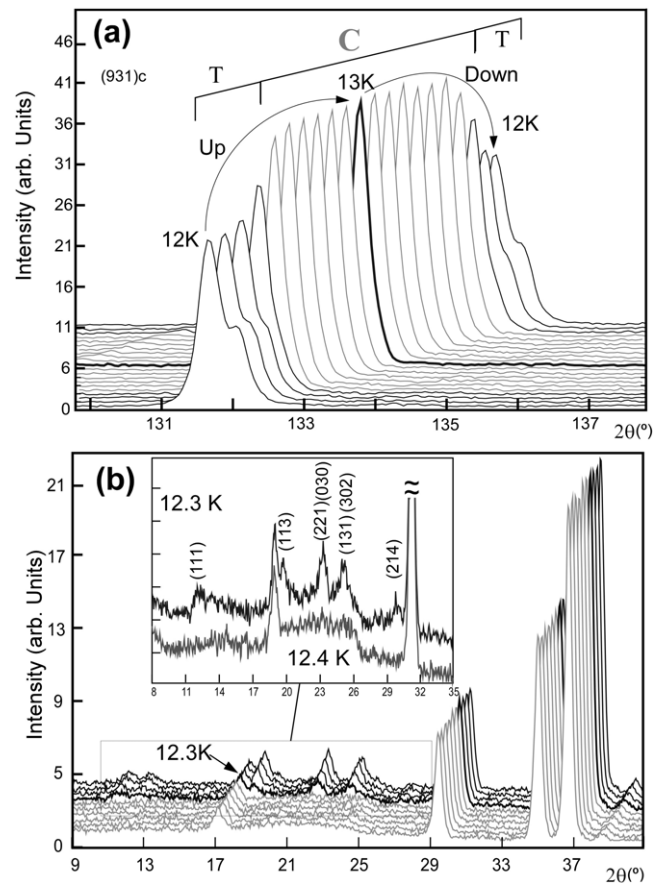 (a)
46
41
36
31
26
21
16
11
6
0
Intensity (arb. Units)
(931)c
T
C
T
Up
13K
Down
12K
12K
131
133
135
137
2θ(º)
(b)
21
17
13
9
5
0
Intensity (arb. Units)
12.3 K
(111)
(113)
(221)(030)
(131) (302)
(214)
≈
12.4 K
8
11
14
17
20
23
26
29
31
32
35
12.3K
9
13
17
21
25
29
33
37
2θ(º)